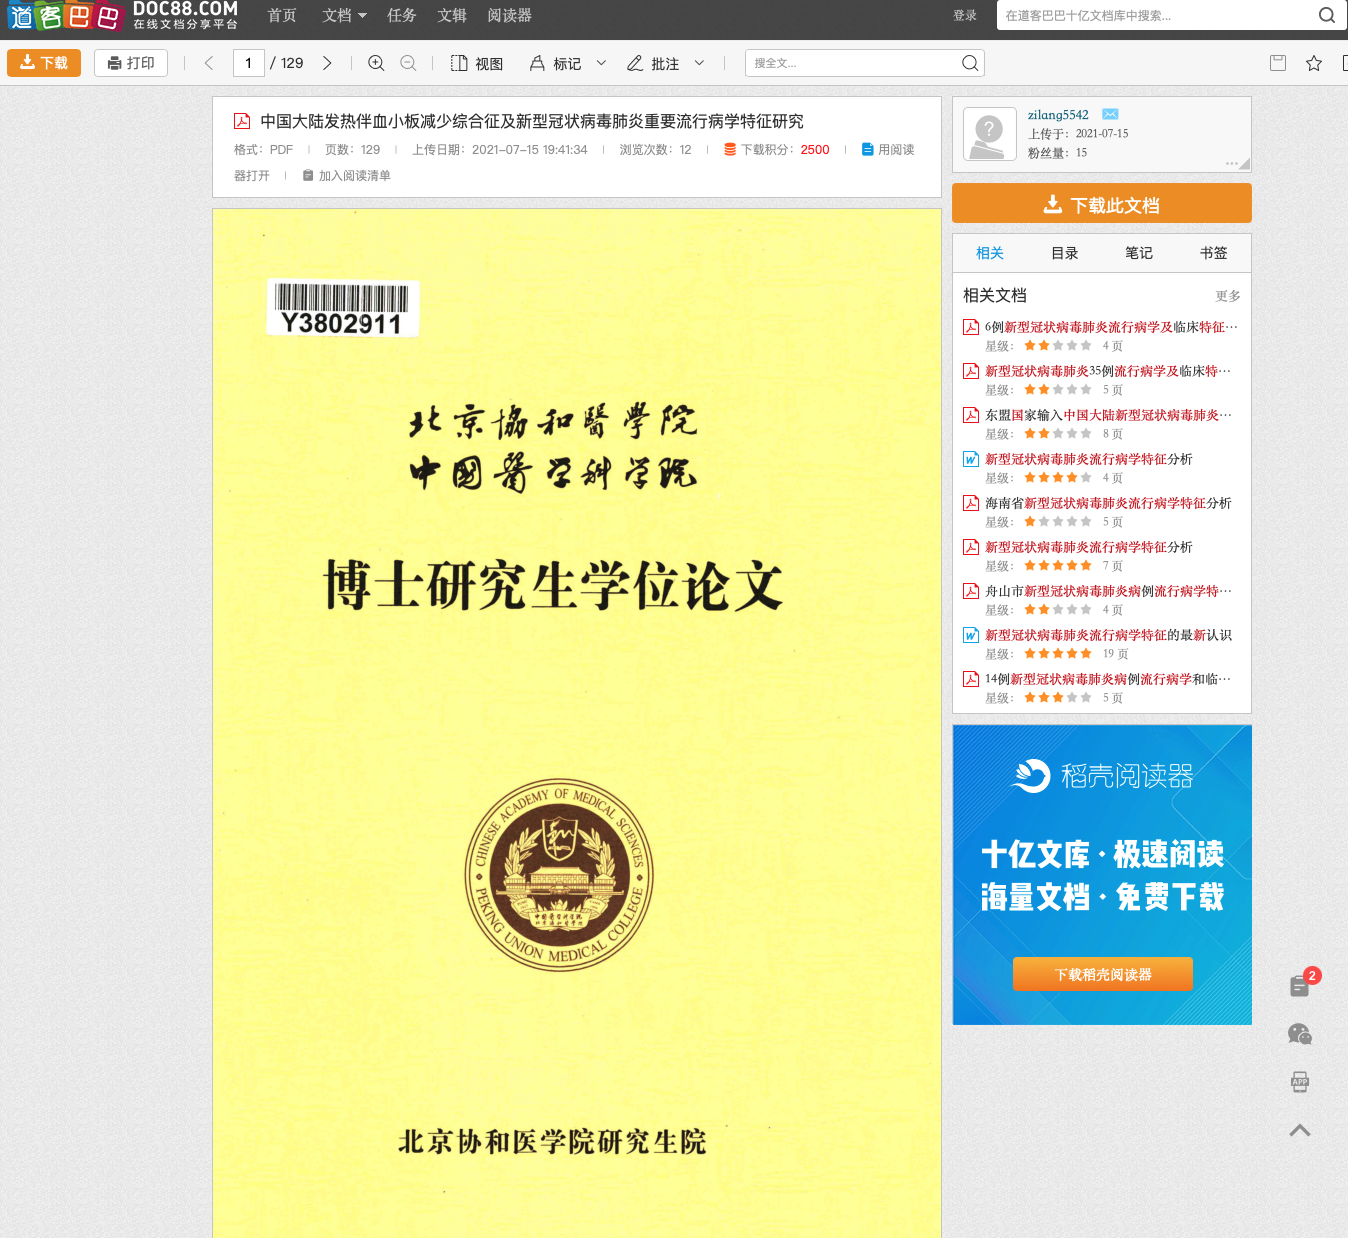 道客巴巴 DOC88.COM
在线文档分享平台
首页 文档 任务 文辑 阅读器
登录
在道客巴巴十亿文档库中搜索...
下载 打印 1 / 129 视图 标记 批注 搜全文...
中国大陆发热伴血小板减少综合征及新型冠状病毒肺炎重要流行病学特征研究
格式：PDF 页数：129 上传日期：2021-07-15 19:41:34 浏览次数：12 下载积分：2500 用阅读
器打开 加入阅读清单
Y3802911
北京協和醫學院
中國醫学科学院
博士研究生学位论文
CHINESE ACADEMY OF MEDICAL SCIENCES
中国医学科学院
北京协和医学院
PEKING UNION MEDICAL COLLEGE
北京协和医学院研究生院
zilang5542
上传于：2021-07-15
粉丝量：15
下载此文档
相关 目录 笔记 书签
相关文档 更多
6例新型冠状病毒肺炎流行病学及临床特征…
星级： 4 页
新型冠状病毒肺炎35例流行病学及临床特…
星级： 5 页
东盟国家输入中国大陆新型冠状病毒肺炎…
星级： 8 页
新型冠状病毒肺炎流行病学特征分析
星级： 4 页
海南省新型冠状病毒肺炎流行病学特征分析
星级： 5 页
新型冠状病毒肺炎流行病学特征分析
星级： 7 页
舟山市新型冠状病毒肺炎病例流行病学特…
星级： 4 页
新型冠状病毒肺炎流行病学特征的最新认识
星级： 19 页
14例新型冠状病毒肺炎病例流行病学和临…
星级： 5 页
稻壳阅读器
十亿文库·极速阅读
海量文档·免费下载
下载稻壳阅读器
2
APP